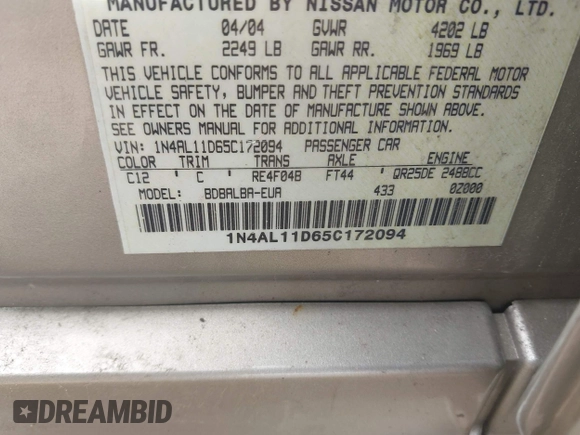 MANUFACTURED BY NISSAN MOTOR CO., LTD.
DATE 04/04 GVWR 4202 LB
GAWR FR. 2249 LB GAWR RR. 1969 LB
THIS VEHICLE CONFORMS TO ALL APPLICABLE FEDERAL MOTOR
VEHICLE SAFETY, BUMPER AND THEFT PREVENTION STANDARDS
IN EFFECT ON THE DATE OF MANUFACTURE SHOWN ABOVE.
SEE OWNERS MANUAL FOR ADDITIONAL INFORMATION.
VIN: 1N4AL11D65C172094 PASSENGER CAR
COLOR TRIM TRANS AXLE ENGINE
C12 ' C ' RE4F04B FT44 ' QR25DE 2488CC
MODEL: BDBALBA-EUA 433 0Z000
1N4AL11D65C172094
DREAMBID